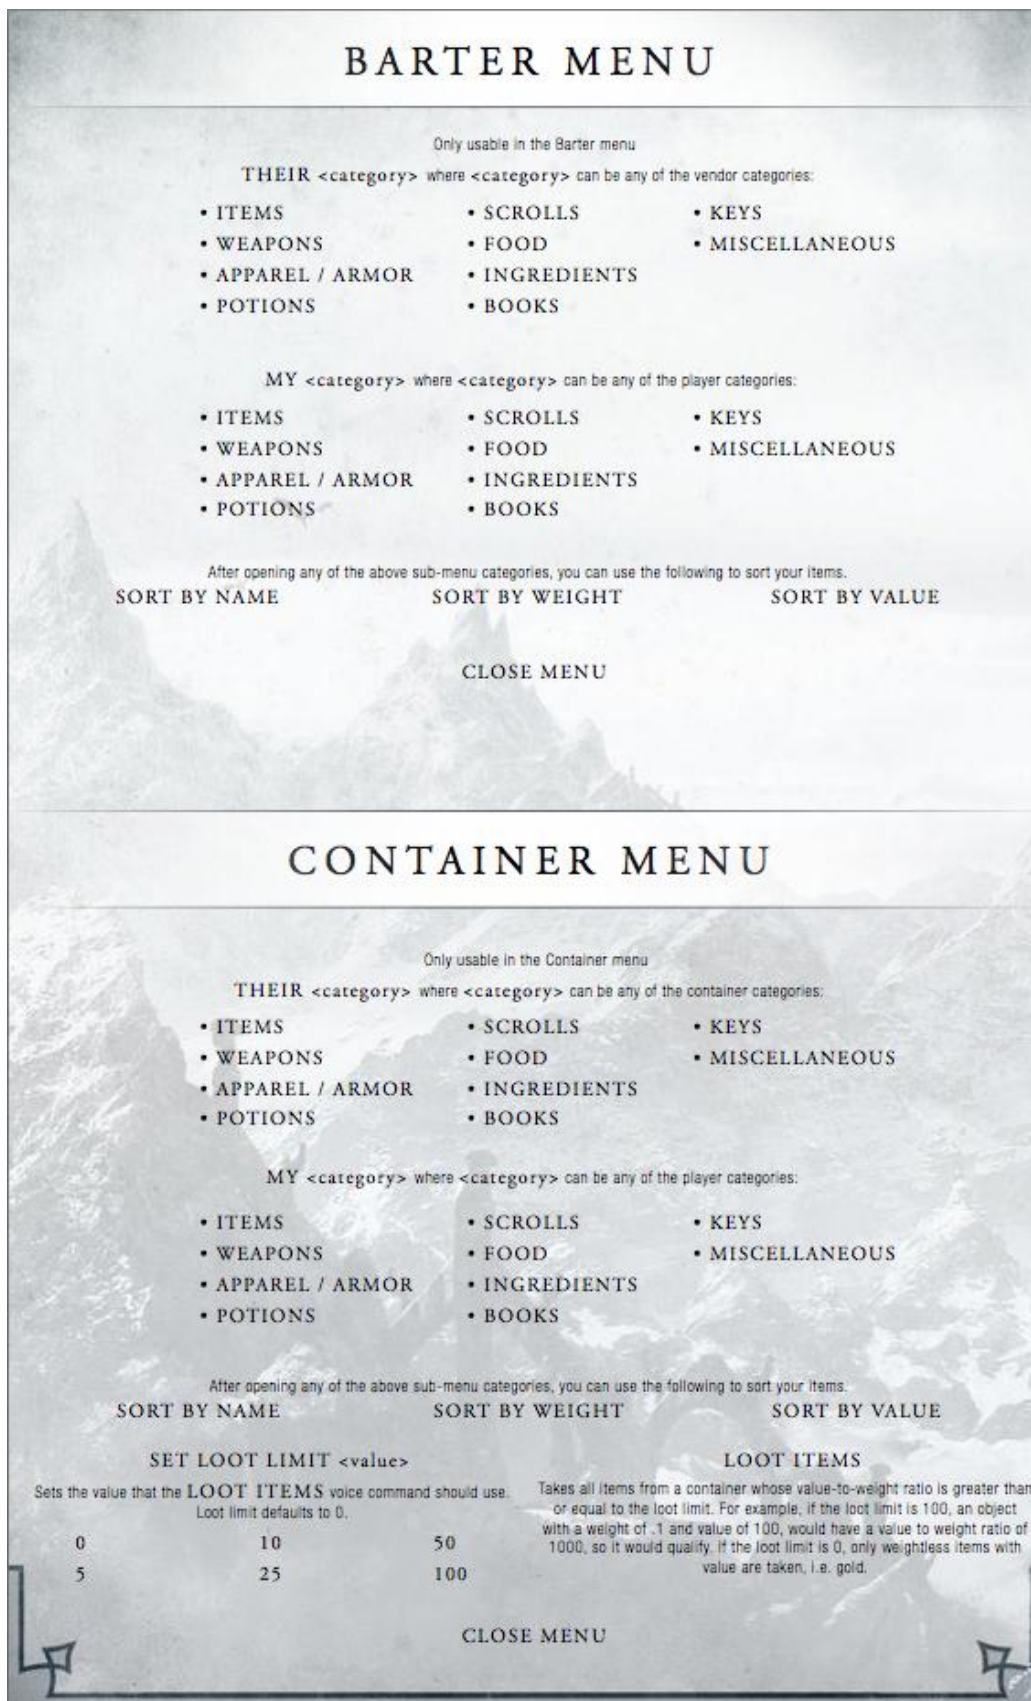 BARTER MENU
Only usable in the Barter menu
THEIR <category> where <category> can be any of the vendor categories:
• ITEMS • SCROLLS • KEYS
• WEAPONS • FOOD • MISCELLANEOUS
• APPAREL / ARMOR • INGREDIENTS
• POTIONS • BOOKS
MY <category> where <category> can be any of the player categories:
• ITEMS • SCROLLS • KEYS
• WEAPONS • FOOD • MISCELLANEOUS
• APPAREL / ARMOR • INGREDIENTS
• POTIONS • BOOKS
After opening any of the above sub-menu categories, you can use the following to sort your items.
SORT BY NAME SORT BY WEIGHT SORT BY VALUE
CLOSE MENU
CONTAINER MENU
Only usable in the Container menu
THEIR <category> where <category> can be any of the container categories:
• ITEMS • SCROLLS • KEYS
• WEAPONS • FOOD • MISCELLANEOUS
• APPAREL / ARMOR • INGREDIENTS
• POTIONS • BOOKS
MY <category> where <category> can be any of the player categories:
• ITEMS • SCROLLS • KEYS
• WEAPONS • FOOD • MISCELLANEOUS
• APPAREL / ARMOR • INGREDIENTS
• POTIONS • BOOKS
After opening any of the above sub-menu categories, you can use the following to sort your items.
SORT BY NAME SORT BY WEIGHT SORT BY VALUE
SET LOOT LIMIT <value>
Sets the value that the LOOT ITEMS voice command should use.
Loot limit defaults to 0.
0 10 50
5 25 100
LOOT ITEMS
Takes all items from a container whose value-to-weight ratio is greater than
or equal to the loot limit. For example, if the loot limit is 100, an object
with a weight of .1 and value of 100, would have a value to weight ratio of
1000, so it would qualify. If the loot limit is 0, only weightless items with
value are taken, i.e. gold.
CLOSE MENU